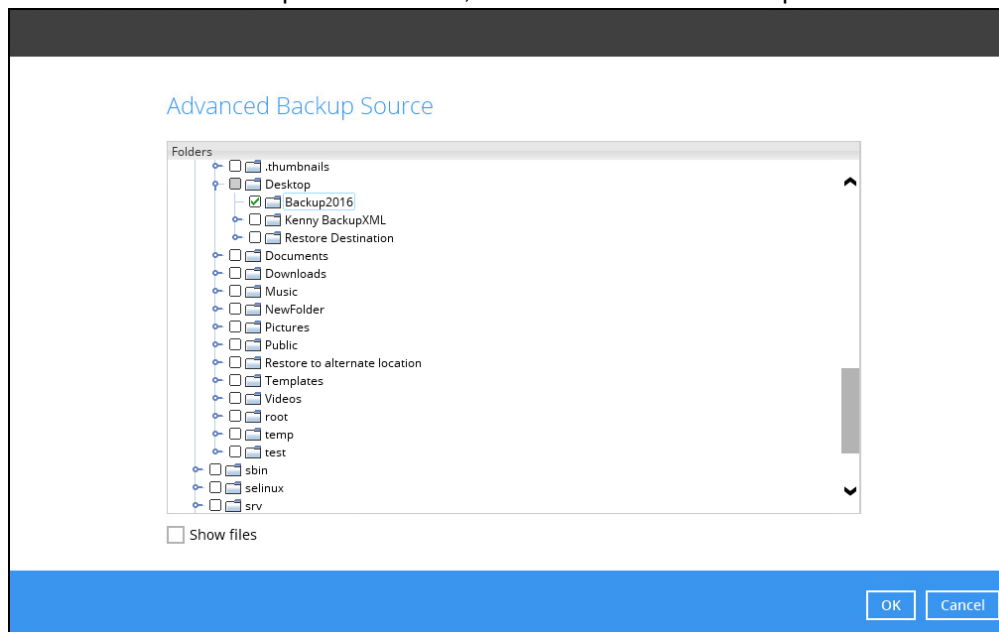 Advanced Backup Source
Folders
.thumbnails
Desktop
Backup2016
Kenny BackupXML
Restore Destination
Documents
Downloads
Music
NewFolder
Pictures
Public
Restore to alternate location
Templates
Videos
root
temp
test
sbin
selinux
srv
Show files
OK Cancel